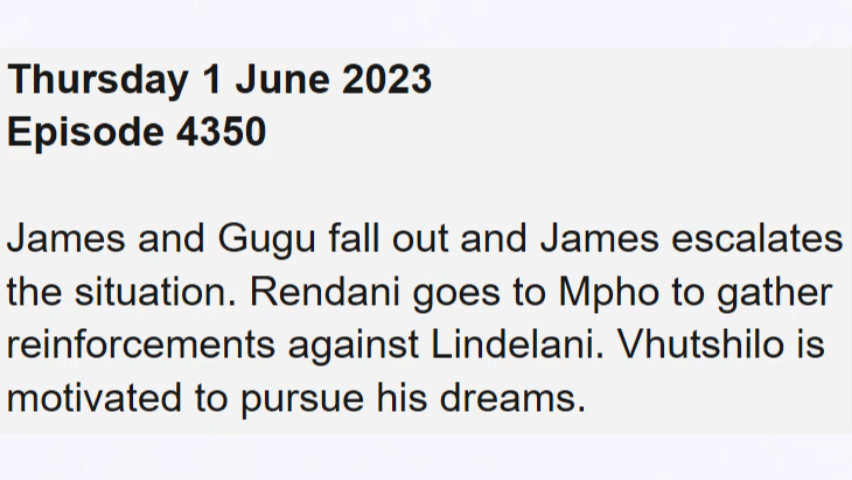 Thursday 1 June 2023
Episode 4350
James and Gugu fall out and James escalates
the situation. Rendani goes to Mpho to gather
reinforcements against Lindelani. Vhutshilo is
motivated to pursue his dreams.